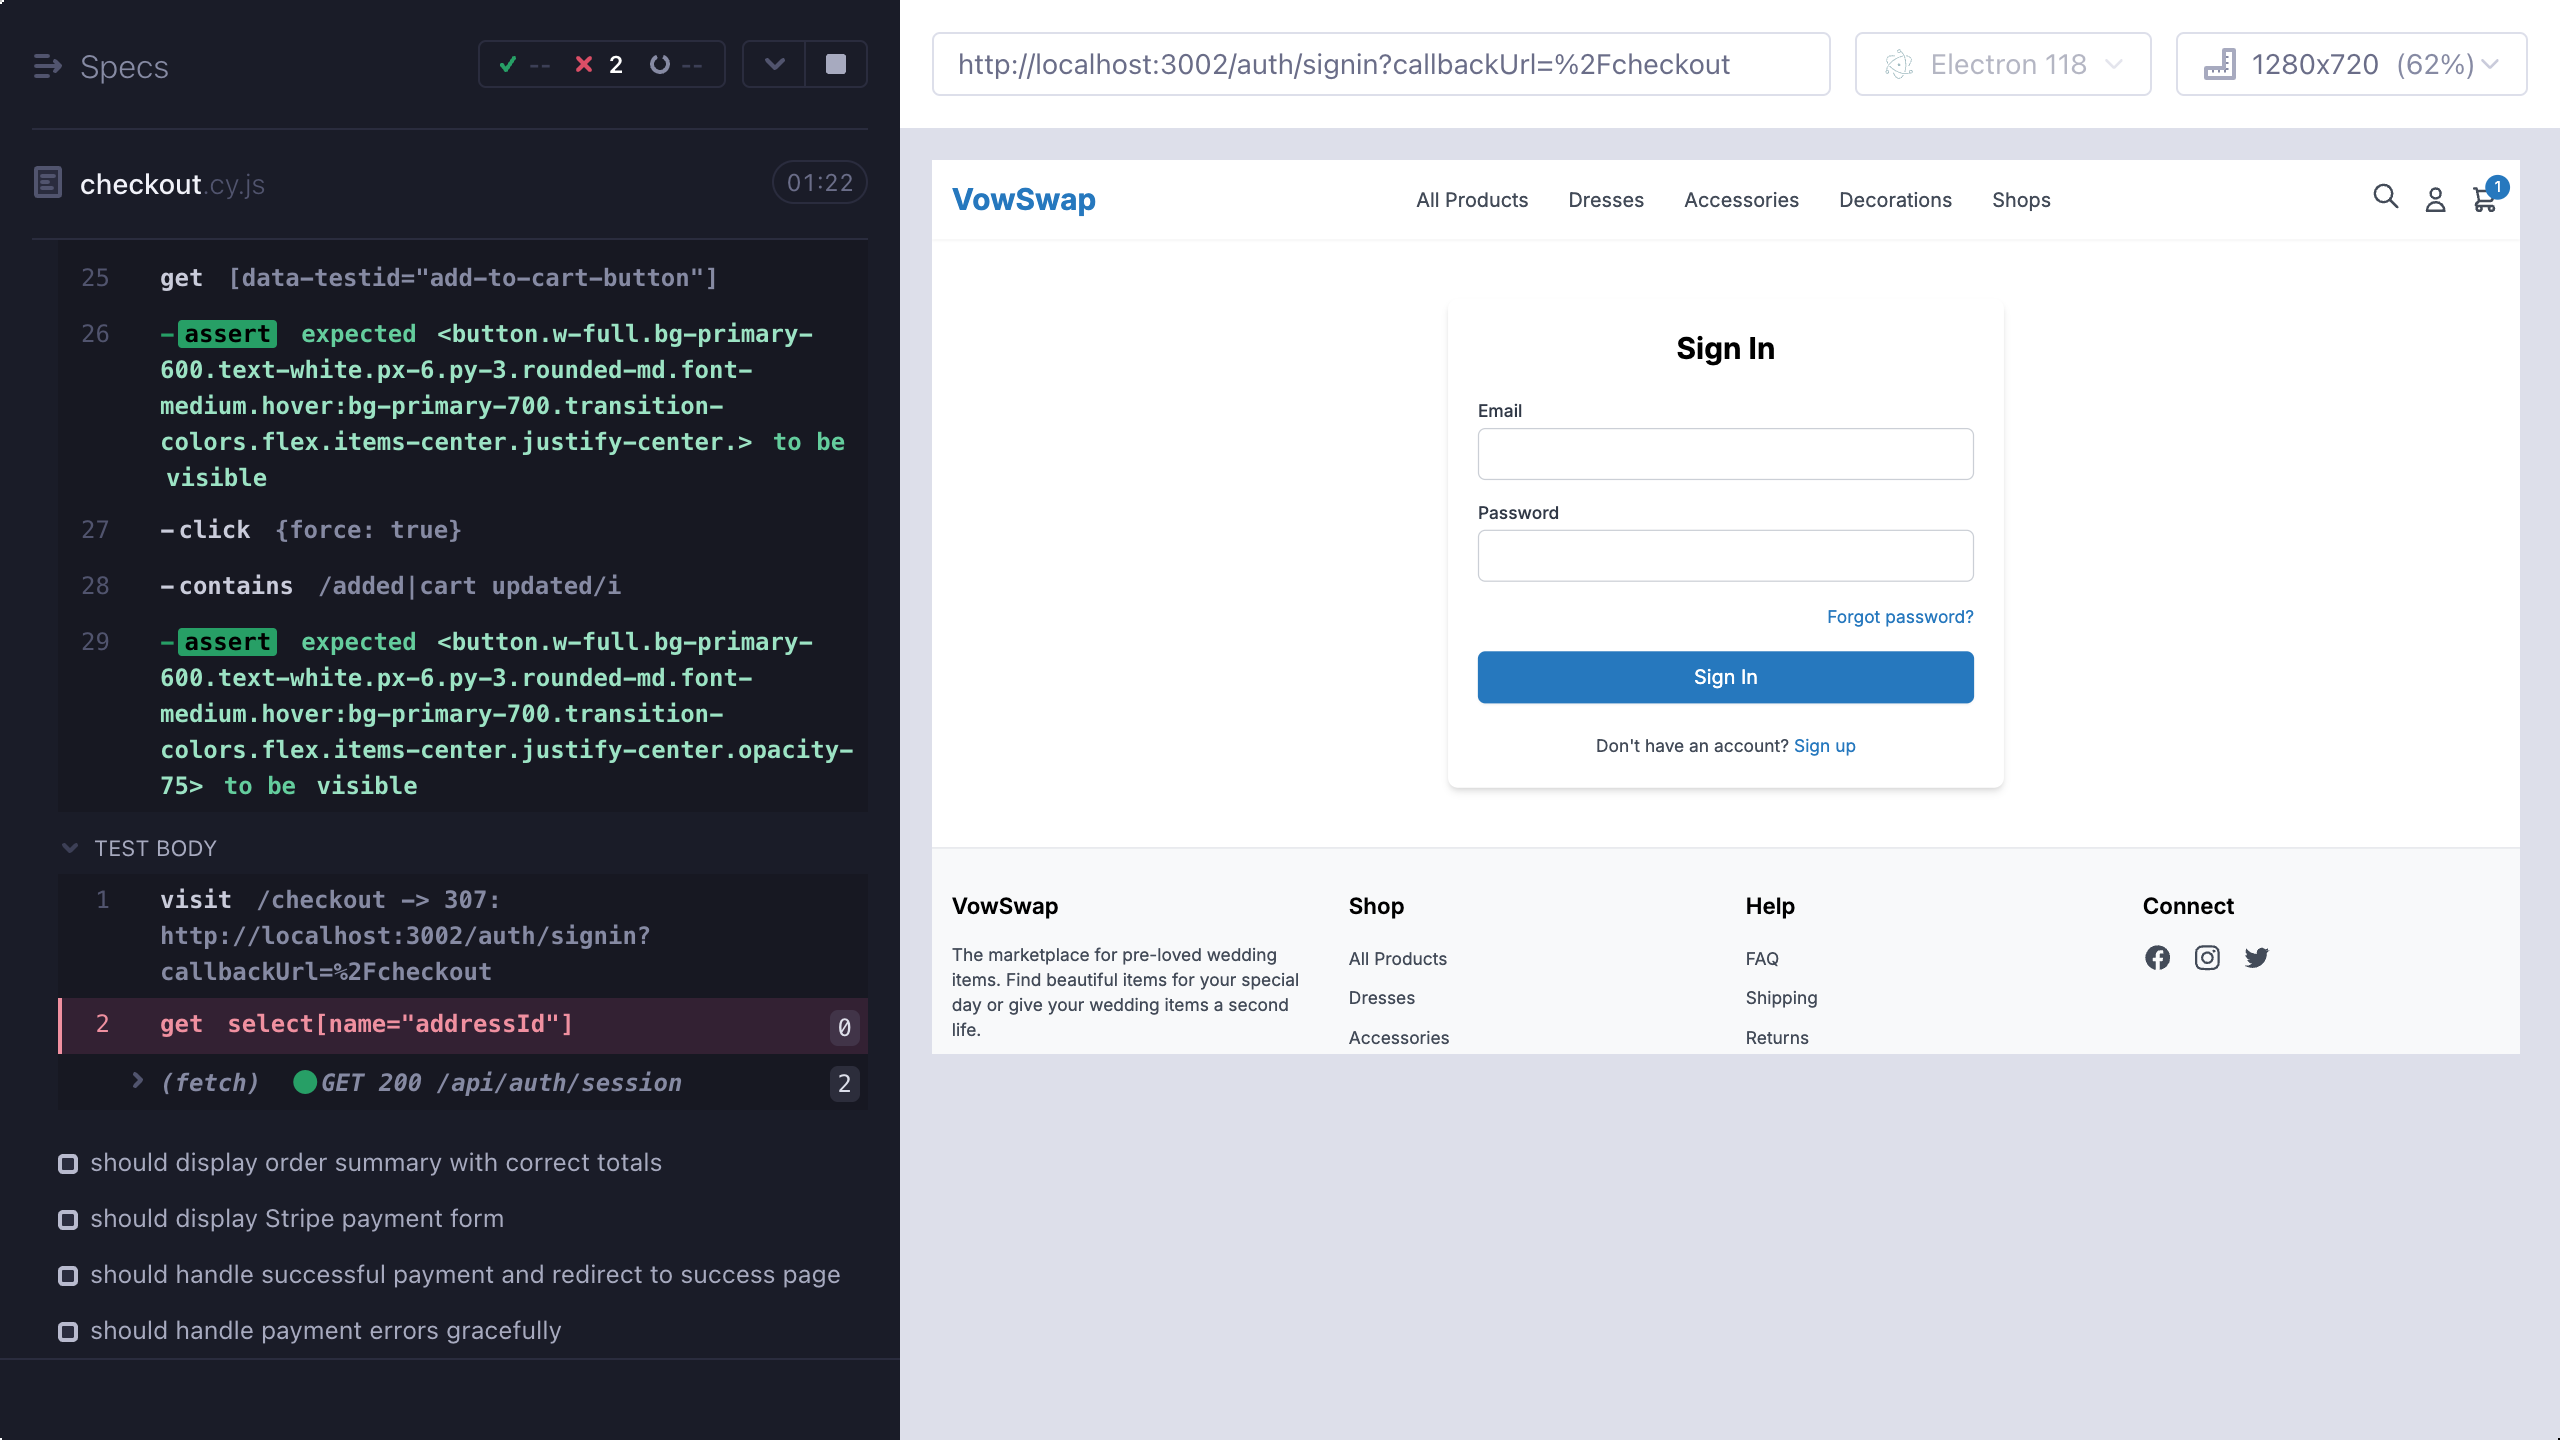 Specs
-- 2 --
checkout.cy.js
01:22
25 get [data-testid="add-to-cart-button"]
26 -assert expected <button.w-full.bg-primary-
600.text-white.px-6.py-3.rounded-md.font-
medium.hover:bg-primary-700.transition-
colors.flex.items-center.justify-center.> to be
visible
27 -click {force: true}
28 -contains /added|cart updated/i
29 -assert expected <button.w-full.bg-primary-
600.text-white.px-6.py-3.rounded-md.font-
medium.hover:bg-primary-700.transition-
colors.flex.items-center.justify-center.opacity-
75> to be visible
TEST BODY
1 visit /checkout -> 307:
http://localhost:3002/auth/signin?
callbackUrl=%2Fcheckout
2 get select[name="addressId"] 0
(fetch) GET 200 /api/auth/session 2
should display order summary with correct totals
should display Stripe payment form
should handle successful payment and redirect to success page
should handle payment errors gracefully
http://localhost:3002/auth/signin?callbackUrl=%2Fcheckout
Electron 118
1280x720 (62%)
VowSwap
All Products Dresses Accessories Decorations Shops
1
Sign In
Email
Password
Forgot password?
Sign In
Don't have an account? Sign up
VowSwap
The marketplace for pre-loved wedding
items. Find beautiful items for your special
day or give your wedding items a second
life.
Shop
All Products
Dresses
Accessories
Help
FAQ
Shipping
Returns
Connect